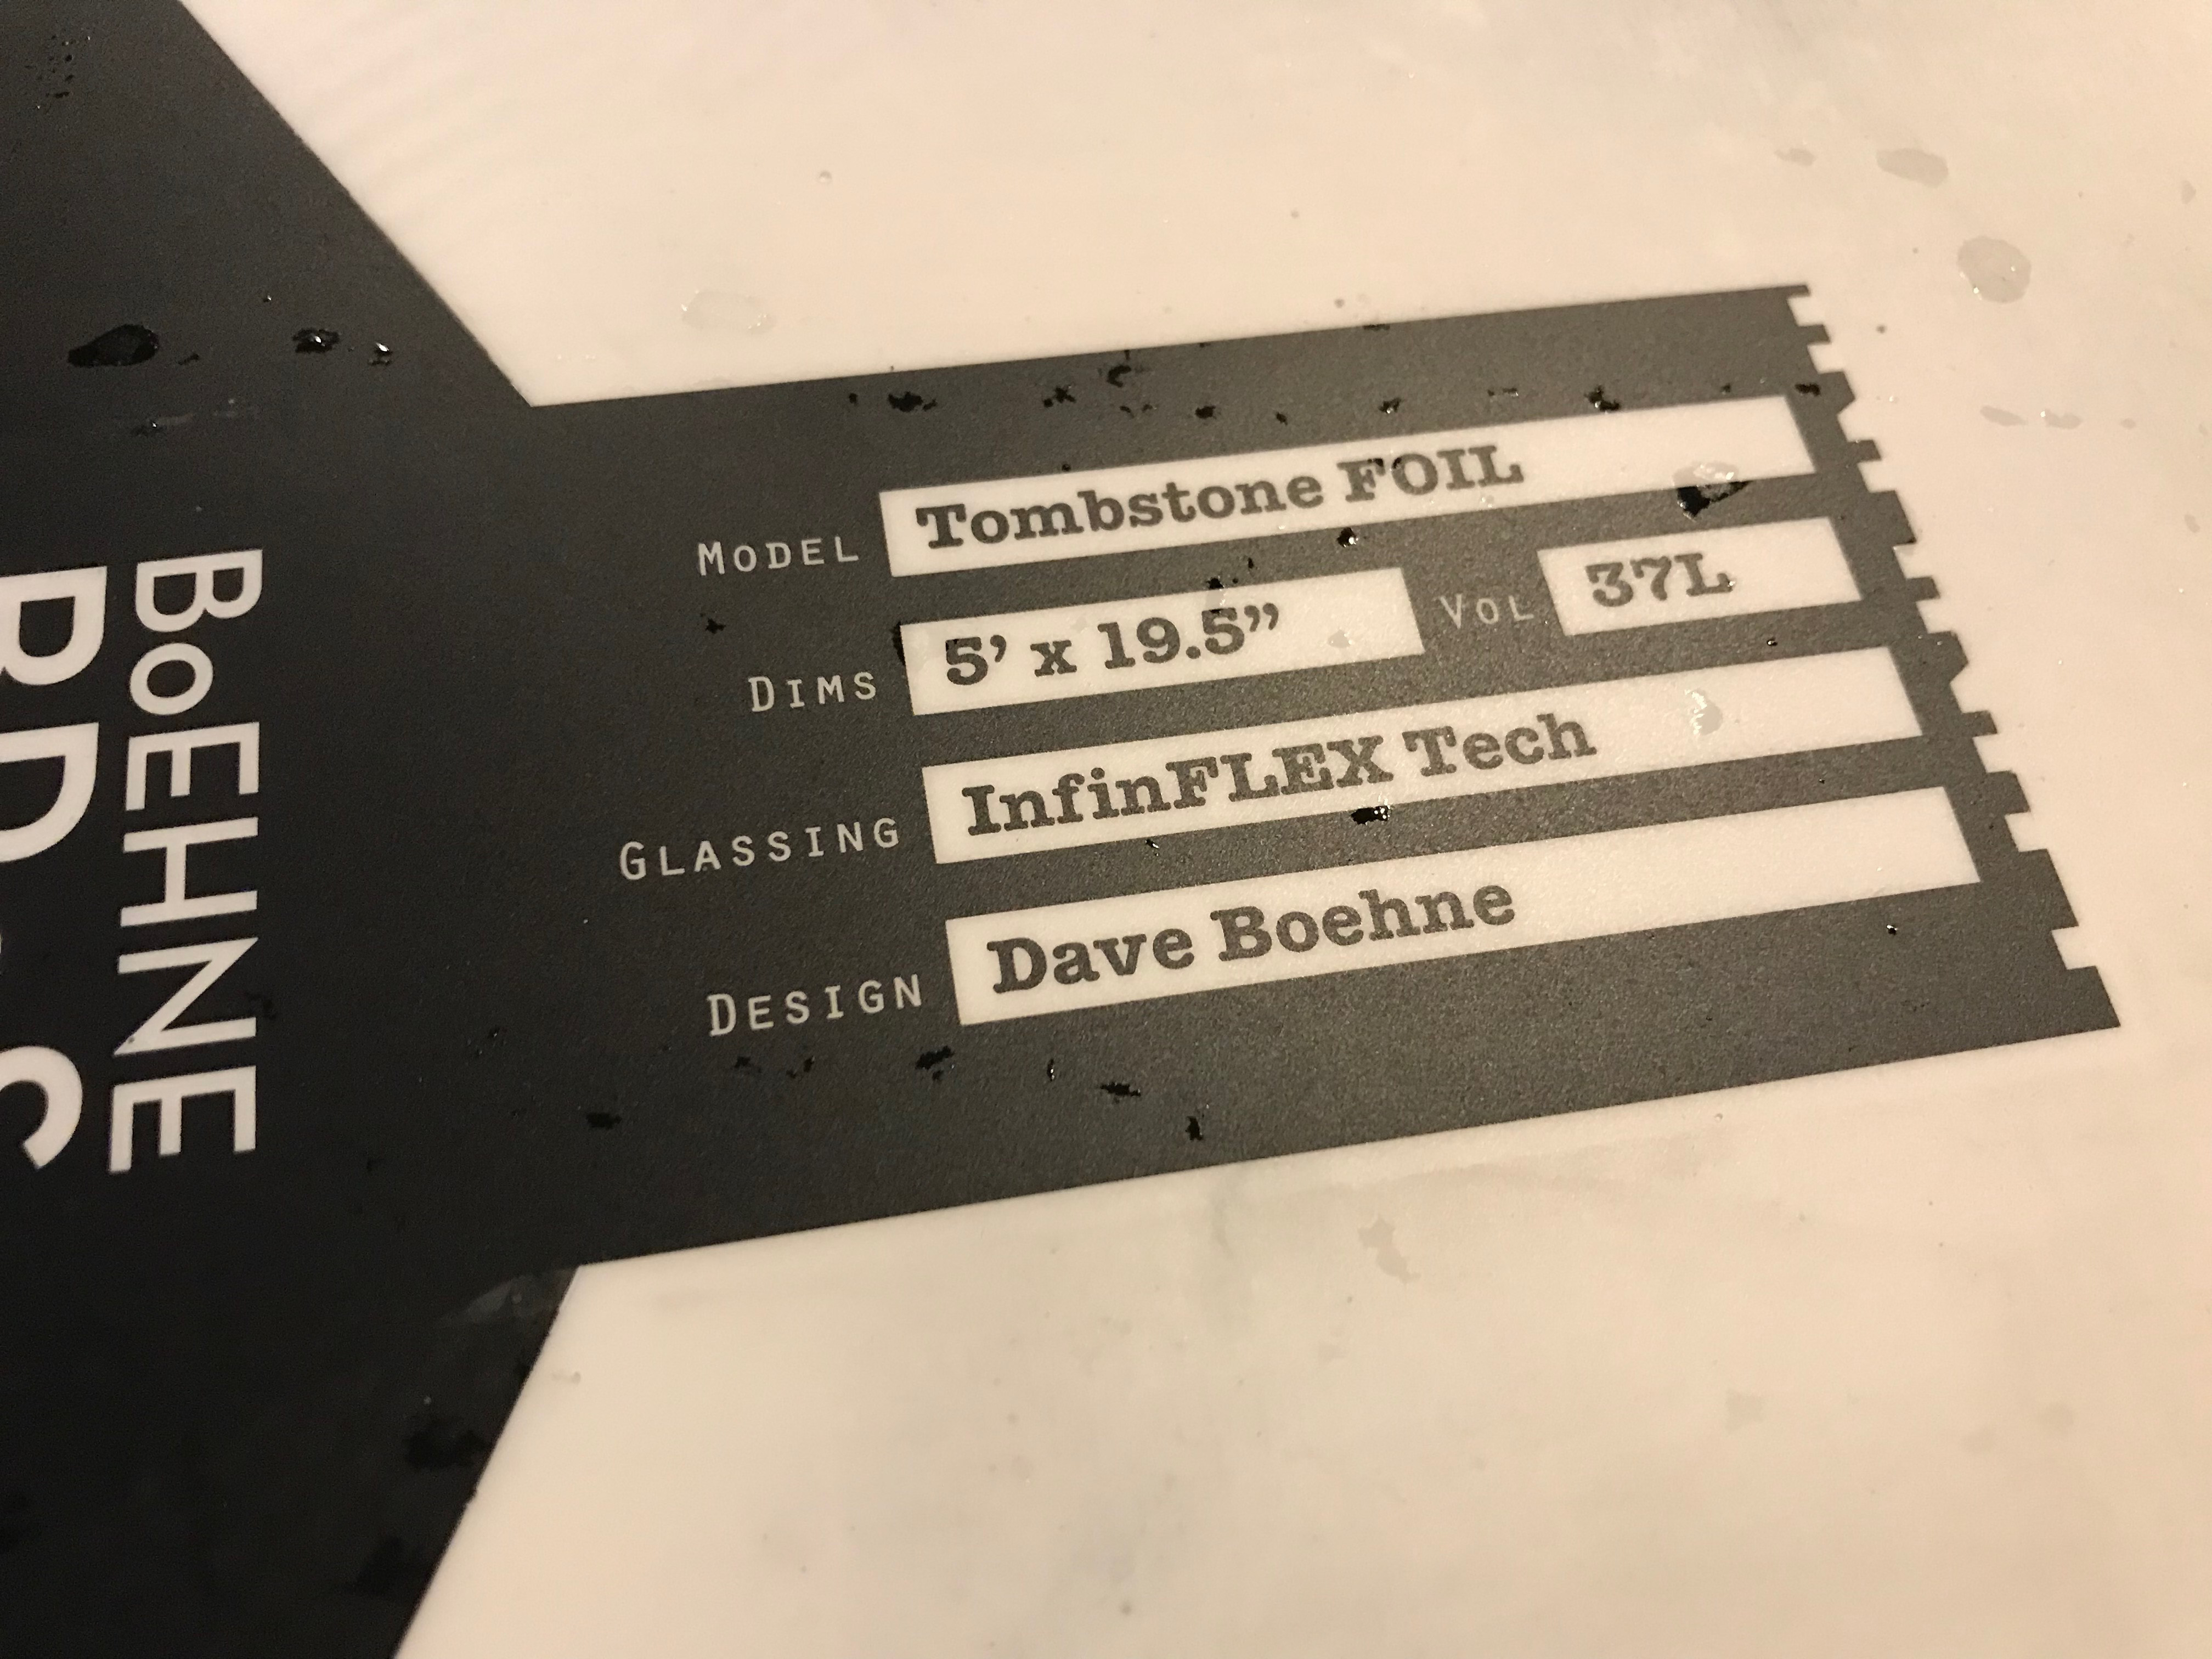 Model Tombstone FOIL
Dims 5’ x 19.5” Vol 37L
Glassing InfinFLEX Tech
Design Dave Boehne
BoEHNE